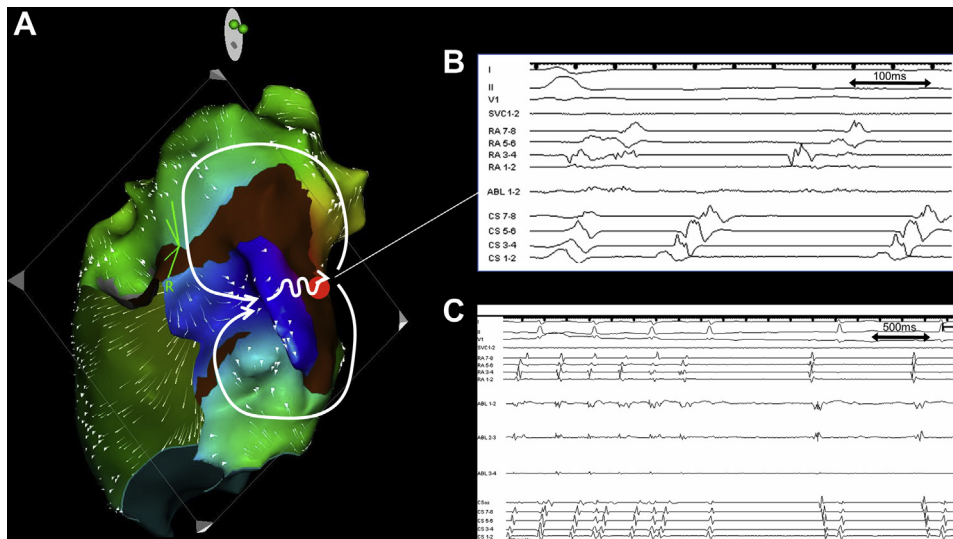 A
R
B
I
II
V1
SVC1-2
RA 7-8
RA 5-6
RA 3-4
RA 1-2
ABL 1-2
CS 7-8
CS 5-6
CS 3-4
CS 1-2
100ms
C
I
II
V1
SVC1-2
RA 7-8
RA 5-6
RA 3-4
RA 1-2
ABL 1-2
ABL 2-3
ABL 3-4
CS 7-8
CS 5-6
CS 3-4
CS 1-2
500ms